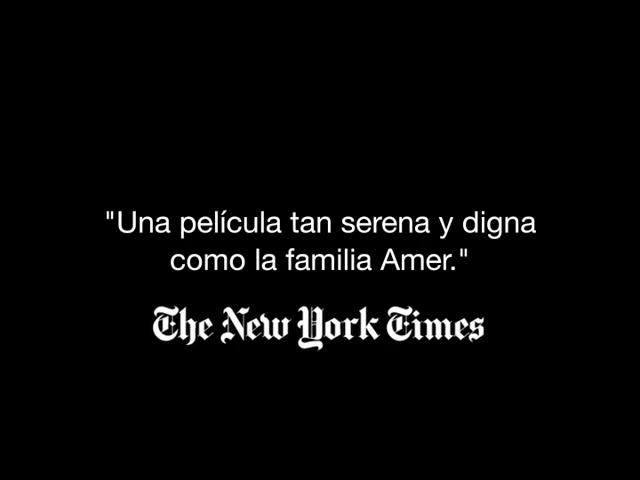 "Una película tan serena y digna
como la familia Amer."
The New York Times